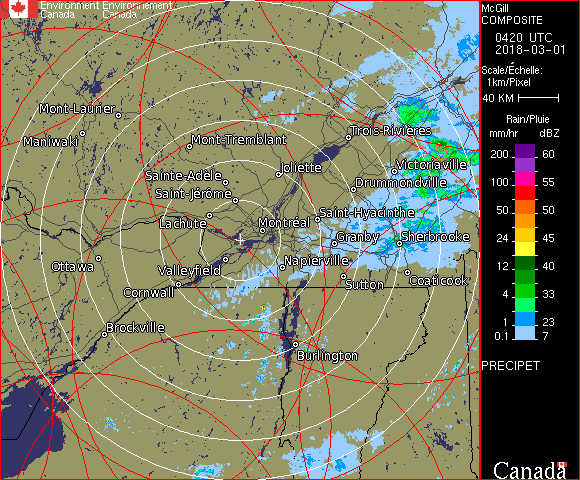 Environment Environnement
Canada Canada
McGill
COMPOSITE
0420 UTC
2018-03-01
Scale/Échelle:
1km/Pixel
40 KM
Rain/Pluie
mm/hr dBZ
200 60
100 55
50 50
24 45
12 40
4 33
1 23
0.1 7
PRECIPET
Canada
Mont-Laurier
Maniwaki
Mont-Tremblant
Trois-Rivières
Sainte-Adèle
Joliette
Victoriaville
Saint-Jérôme
Drummondville
Lachute
Montréal
Saint-Hyacinthe
Granby
Sherbrooke
Ottawa
Valleyfield
Napierville
Cornwall
Sutton
Coaticook
Brockville
Burlington